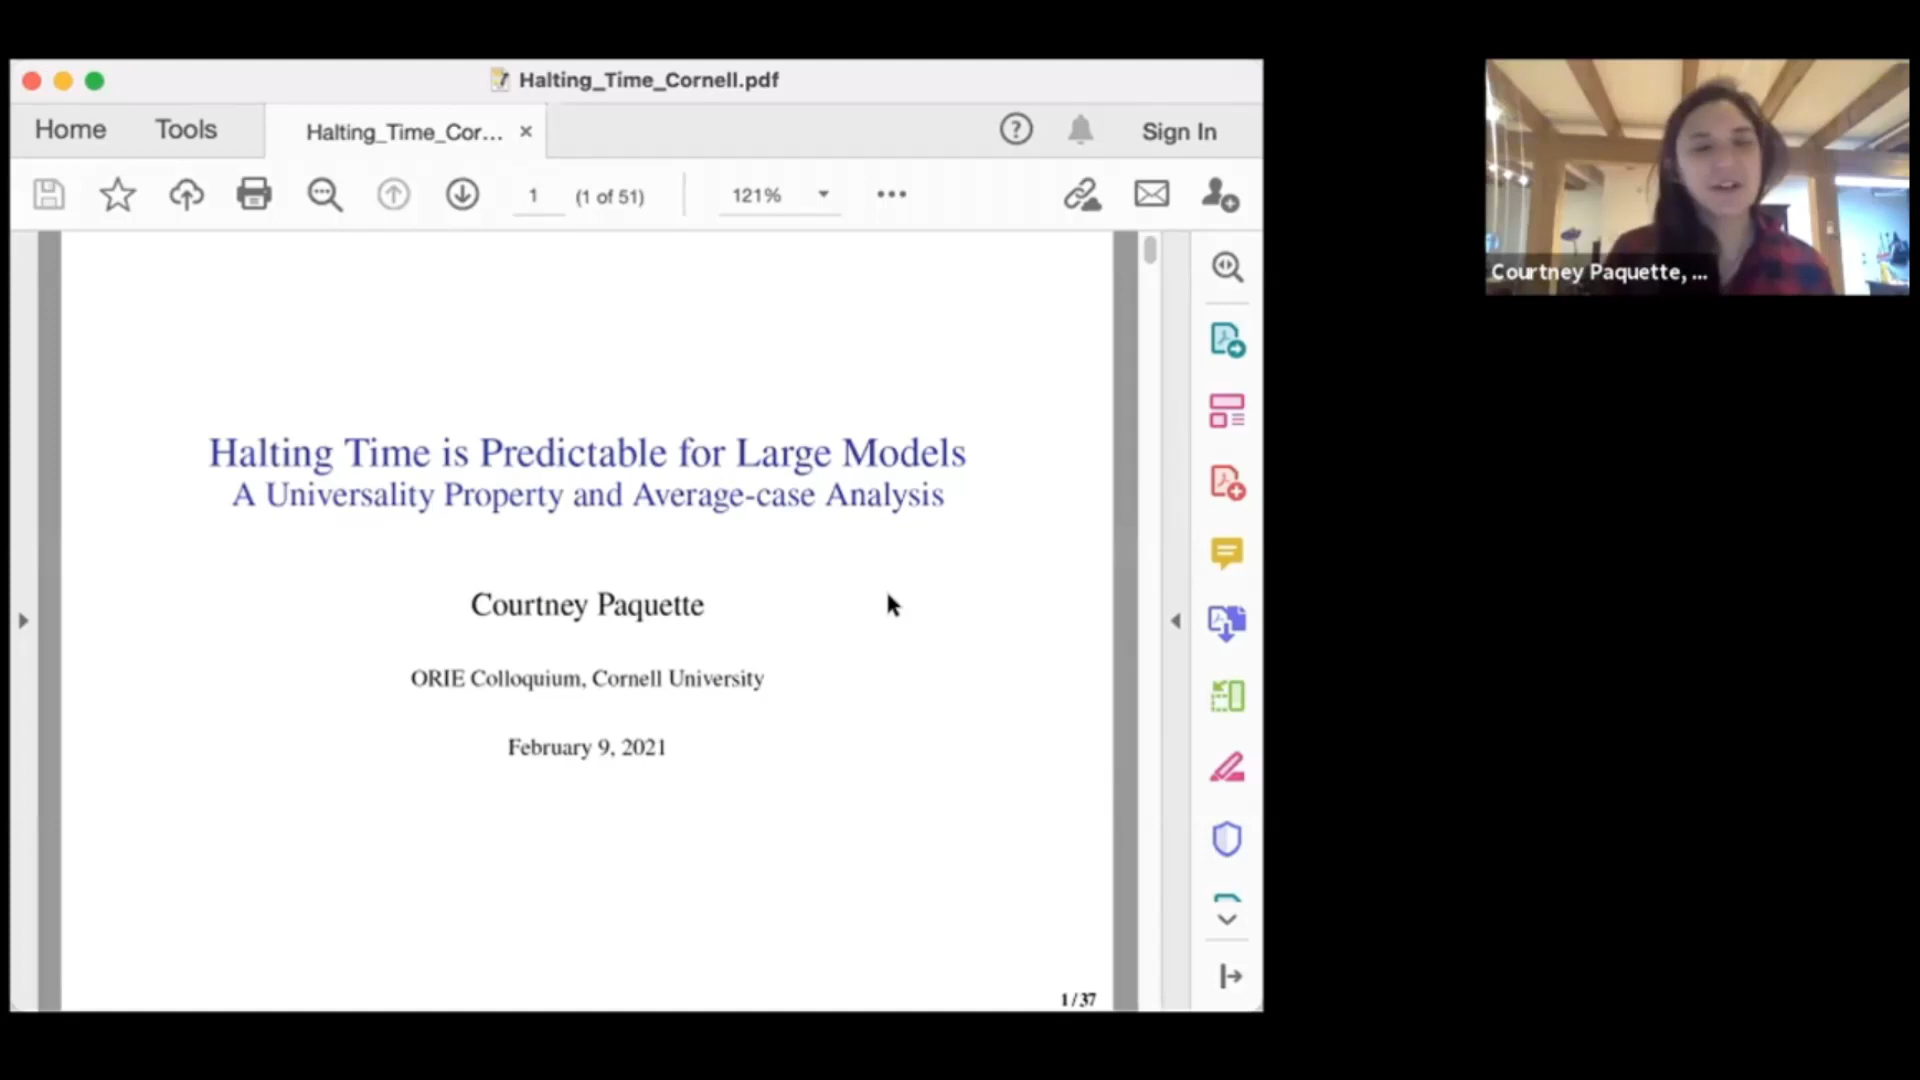 Halting_Time_Cornell.pdf
Home
Tools
Halting_Time_Cor...
Sign In
1
(1 of 51)
121%
Halting Time is Predictable for Large Models
A Universality Property and Average-case Analysis
Courtney Paquette
ORIE Colloquium, Cornell University
February 9, 2021
1 / 37
Courtney Paquette, ...